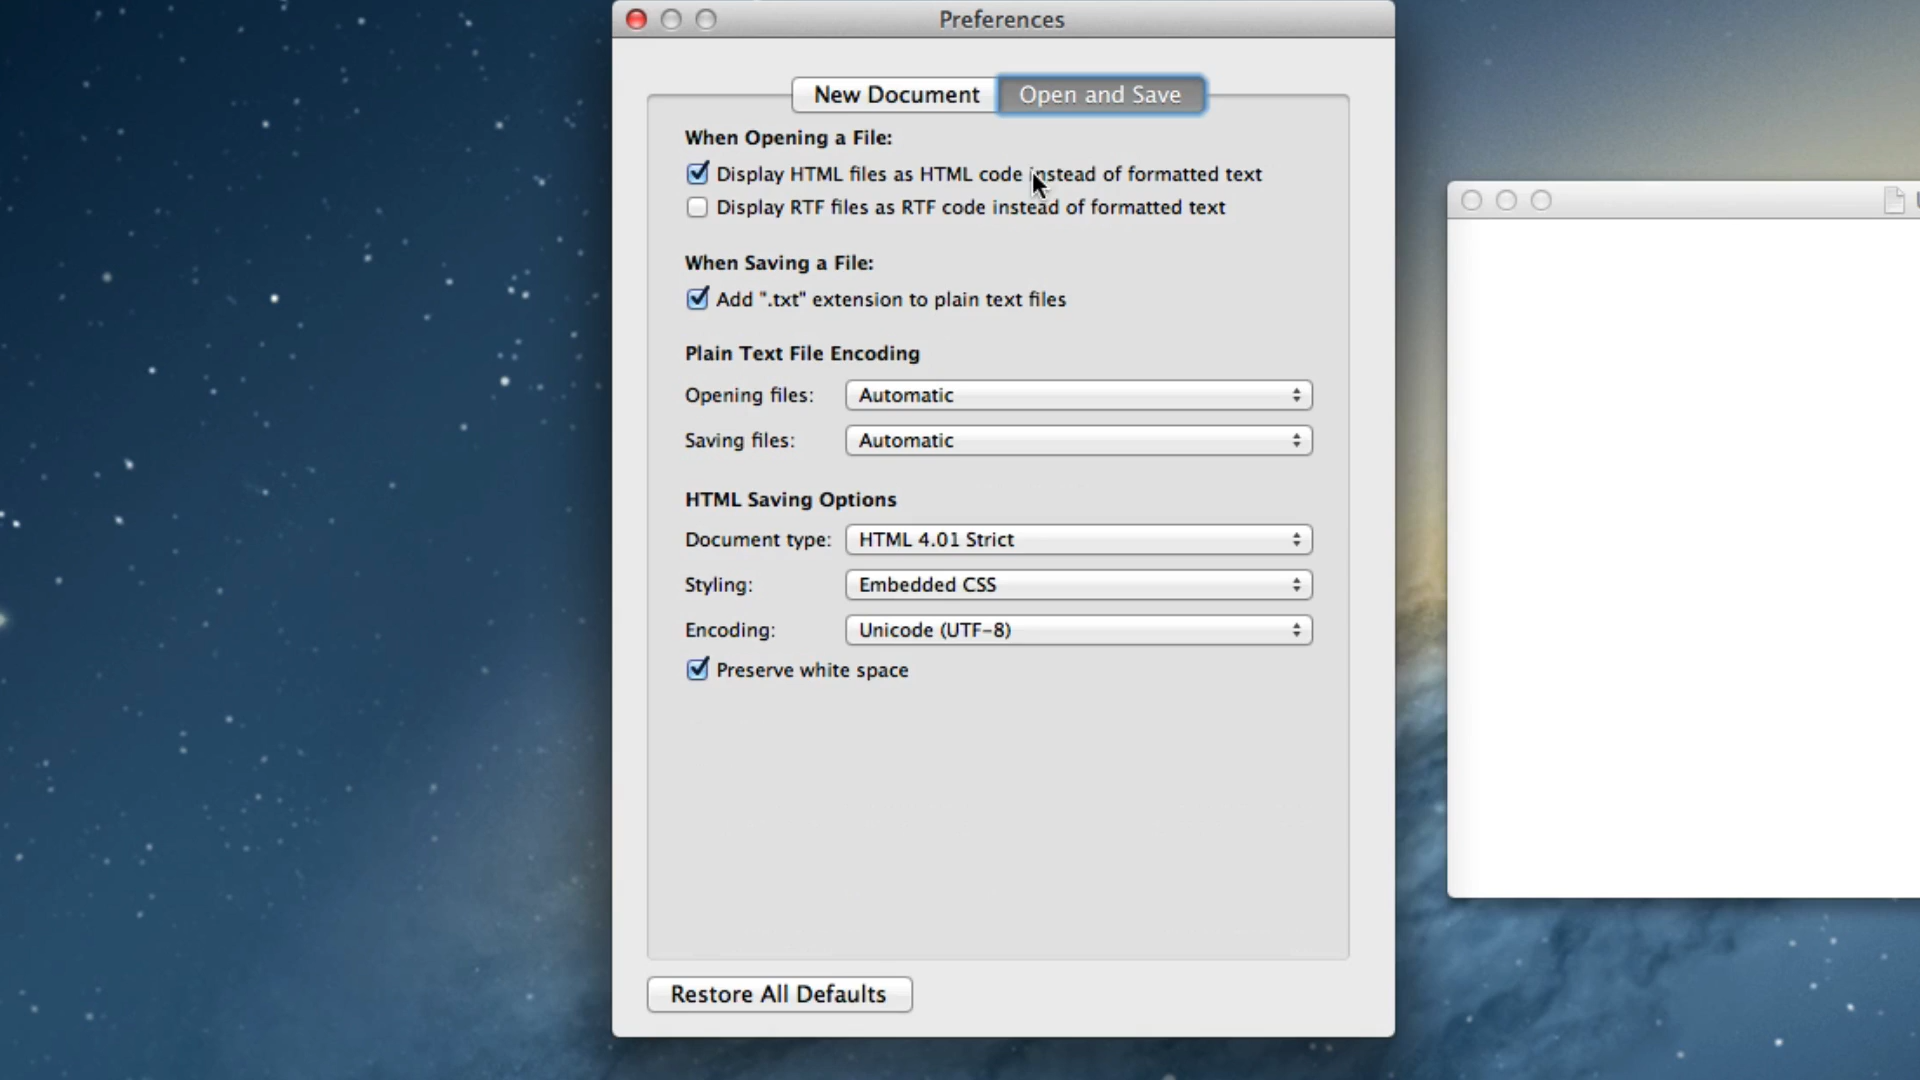 Preferences
New Document Open and Save
When Opening a File:
Display HTML files as HTML code instead of formatted text
Display RTF files as RTF code instead of formatted text
When Saving a File:
Add ".txt" extension to plain text files
Plain Text File Encoding
Opening files: Automatic
Saving files: Automatic
HTML Saving Options
Document type: HTML 4.01 Strict
Styling: Embedded CSS
Encoding: Unicode (UTF-8)
Preserve white space
Restore All Defaults